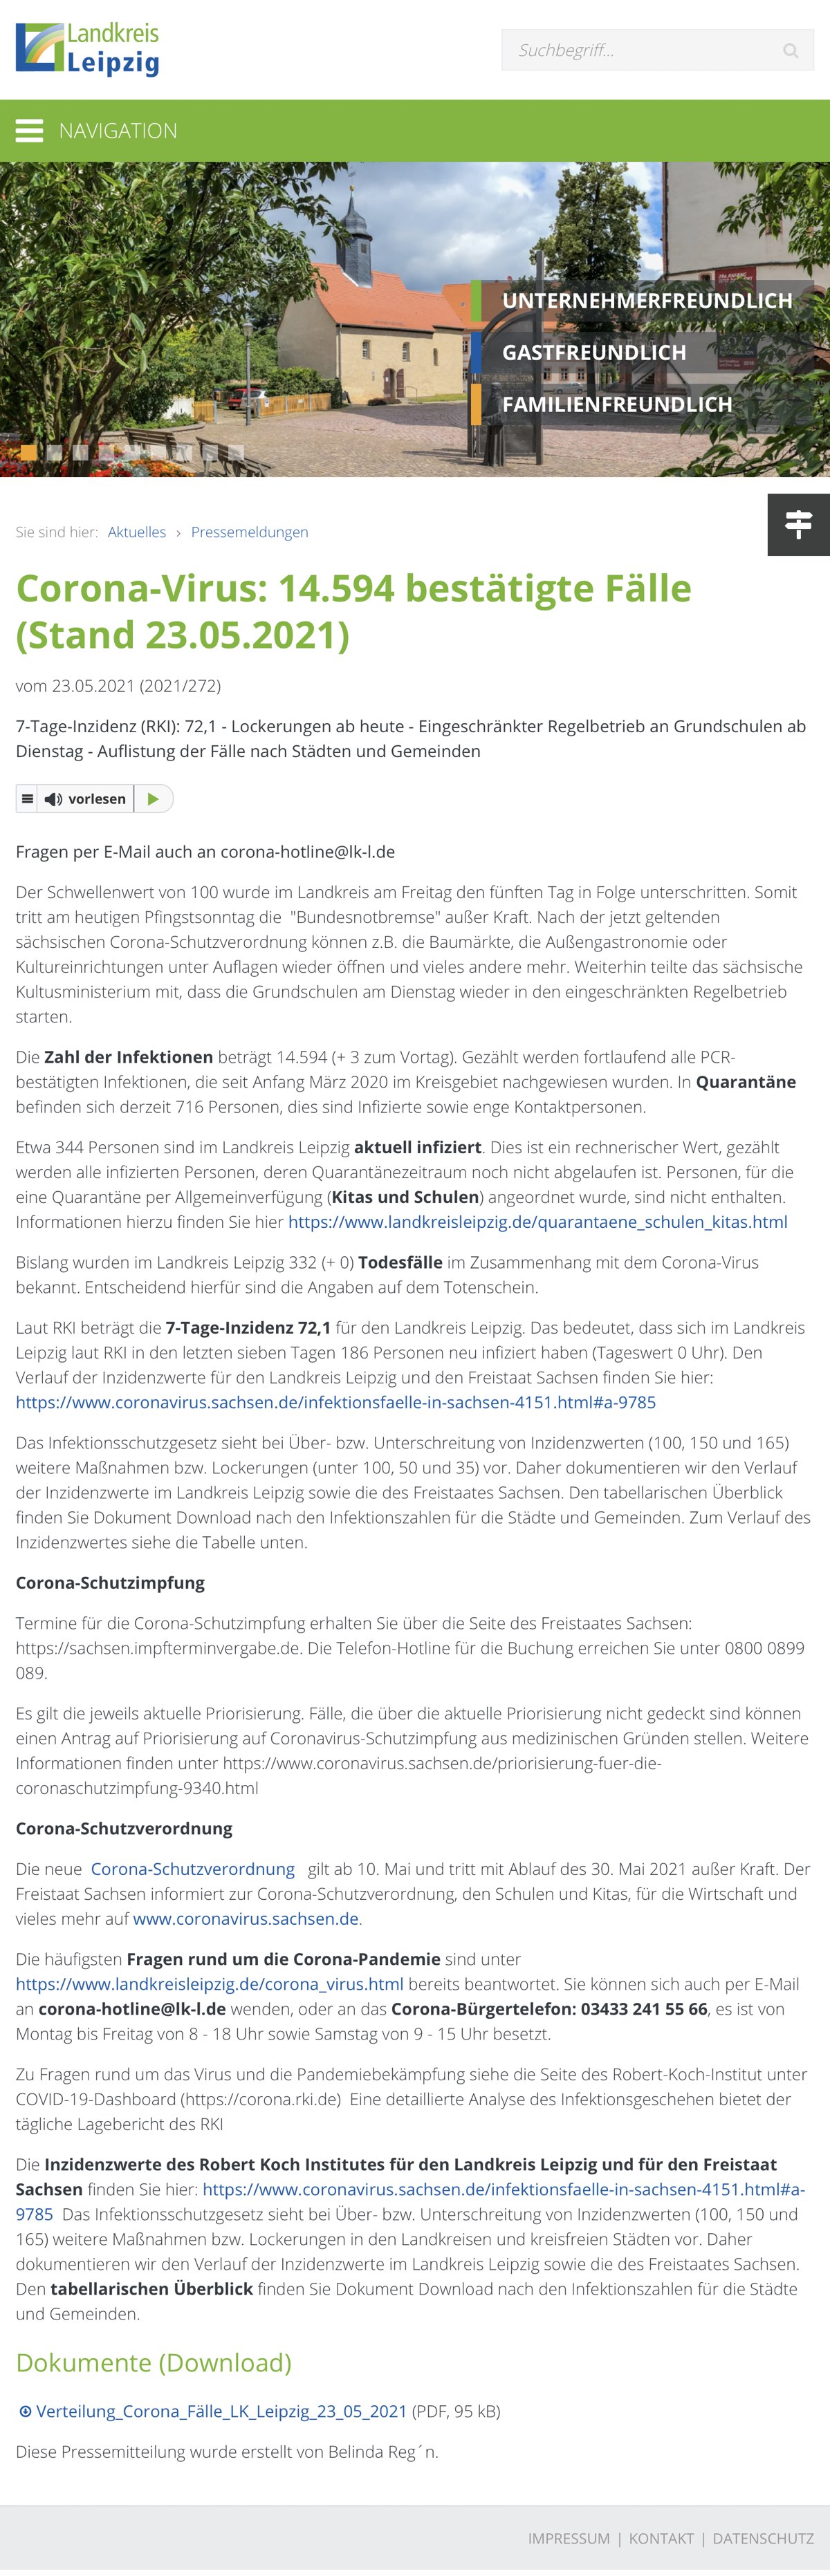 Landkreis
Leipzig
Suchbegriff...
NAVIGATION
UNTERNEHMERFREUNDLICH
GASTFREUNDLICH
FAMILIENFREUNDLICH
Sie sind hier: Aktuelles › Pressemeldungen
Corona-Virus: 14.594 bestätigte Fälle
(Stand 23.05.2021)
vom 23.05.2021 (2021/272)
7-Tage-Inzidenz (RKI): 72,1 - Lockerungen ab heute - Eingeschränkter Regelbetrieb an Grundschulen ab
Dienstag - Auflistung der Fälle nach Städten und Gemeinden
vorlesen
Fragen per E-Mail auch an corona-hotline@lk-l.de
Der Schwellenwert von 100 wurde im Landkreis am Freitag den fünften Tag in Folge unterschritten. Somit
tritt am heutigen Pfingstsonntag die "Bundesnotbremse" außer Kraft. Nach der jetzt geltenden
sächsischen Corona-Schutzverordnung können z.B. die Baumärkte, die Außengastronomie oder
Kultureinrichtungen unter Auflagen wieder öffnen und vieles andere mehr. Weiterhin teilte das sächsische
Kultusministerium mit, dass die Grundschulen am Dienstag wieder in den eingeschränkten Regelbetrieb
starten.
Die Zahl der Infektionen beträgt 14.594 (+ 3 zum Vortag). Gezählt werden fortlaufend alle PCR-
bestätigten Infektionen, die seit Anfang März 2020 im Kreisgebiet nachgewiesen wurden. In Quarantäne
befinden sich derzeit 716 Personen, dies sind Infizierte sowie enge Kontaktpersonen.
Etwa 344 Personen sind im Landkreis Leipzig aktuell infiziert. Dies ist ein rechnerischer Wert, gezählt
werden alle infizierten Personen, deren Quarantänezeitraum noch nicht abgelaufen ist. Personen, für die
eine Quarantäne per Allgemeinverfügung (Kitas und Schulen) angeordnet wurde, sind nicht enthalten.
Informationen hierzu finden Sie hier https://www.landkreisleipzig.de/quarantaene_schulen_kitas.html
Bislang wurden im Landkreis Leipzig 332 (+ 0) Todesfälle im Zusammenhang mit dem Corona-Virus
bekannt. Entscheidend hierfür sind die Angaben auf dem Totenschein.
Laut RKI beträgt die 7-Tage-Inzidenz 72,1 für den Landkreis Leipzig. Das bedeutet, dass sich im Landkreis
Leipzig laut RKI in den letzten sieben Tagen 186 Personen neu infiziert haben (Tageswert 0 Uhr). Den
Verlauf der Inzidenzwerte für den Landkreis Leipzig und den Freistaat Sachsen finden Sie hier:
https://www.coronavirus.sachsen.de/infektionsfaelle-in-sachsen-4151.html#a-9785
Das Infektionsschutzgesetz sieht bei Über- bzw. Unterschreitung von Inzidenzwerten (100, 150 und 165)
weitere Maßnahmen bzw. Lockerungen (unter 100, 50 und 35) vor. Daher dokumentieren wir den Verlauf
der Inzidenzwerte im Landkreis Leipzig sowie die des Freistaates Sachsen. Den tabellarischen Überblick
finden Sie Dokument Download nach den Infektionszahlen für die Städte und Gemeinden. Zum Verlauf des
Inzidenzwertes siehe die Tabelle unten.
Corona-Schutzimpfung
Termine für die Corona-Schutzimpfung erhalten Sie über die Seite des Freistaates Sachsen:
https://sachsen.impfterminvergabe.de. Die Telefon-Hotline für die Buchung erreichen Sie unter 0800 0899
089.
Es gilt die jeweils aktuelle Priorisierung. Fälle, die über die aktuelle Priorisierung nicht gedeckt sind können
einen Antrag auf Priorisierung auf Coronavirus-Schutzimpfung aus medizinischen Gründen stellen. Weitere
Informationen finden unter https://www.coronavirus.sachsen.de/priorisierung-fuer-die-
coronaschutzimpfung-9340.html
Corona-Schutzverordnung
Die neue Corona-Schutzverordnung gilt ab 10. Mai und tritt mit Ablauf des 30. Mai 2021 außer Kraft. Der
Freistaat Sachsen informiert zur Corona-Schutzverordnung, den Schulen und Kitas, für die Wirtschaft und
vieles mehr auf www.coronavirus.sachsen.de.
Die häufigsten Fragen rund um die Corona-Pandemie sind unter
https://www.landkreisleipzig.de/corona_virus.html bereits beantwortet. Sie können sich auch per E-Mail
an corona-hotline@lk-l.de wenden, oder an das Corona-Bürgertelefon: 03433 241 55 66, es ist von
Montag bis Freitag von 8 - 18 Uhr sowie Samstag von 9 - 15 Uhr besetzt.
Zu Fragen rund um das Virus und die Pandemiebekämpfung siehe die Seite des Robert-Koch-Institut unter
COVID-19-Dashboard (https://corona.rki.de) Eine detaillierte Analyse des Infektionsgeschehen bietet der
tägliche Lagebericht des RKI
Die Inzidenzwerte des Robert Koch Institutes für den Landkreis Leipzig und für den Freistaat
Sachsen finden Sie hier: https://www.coronavirus.sachsen.de/infektionsfaelle-in-sachsen-4151.html#a-
9785 Das Infektionsschutzgesetz sieht bei Über- bzw. Unterschreitung von Inzidenzwerten (100, 150 und
165) weitere Maßnahmen bzw. Lockerungen in den Landkreisen und kreisfreien Städten vor. Daher
dokumentieren wir den Verlauf der Inzidenzwerte im Landkreis Leipzig sowie die des Freistaates Sachsen.
Den tabellarischen Überblick finden Sie Dokument Download nach den Infektionszahlen für die Städte
und Gemeinden.
Dokumente (Download)
Verteilung_Corona_Fälle_LK_Leipzig_23_05_2021 (PDF, 95 kB)
Diese Pressemitteilung wurde erstellt von Belinda Reg´n.
IMPRESSUM | KONTAKT | DATENSCHUTZ